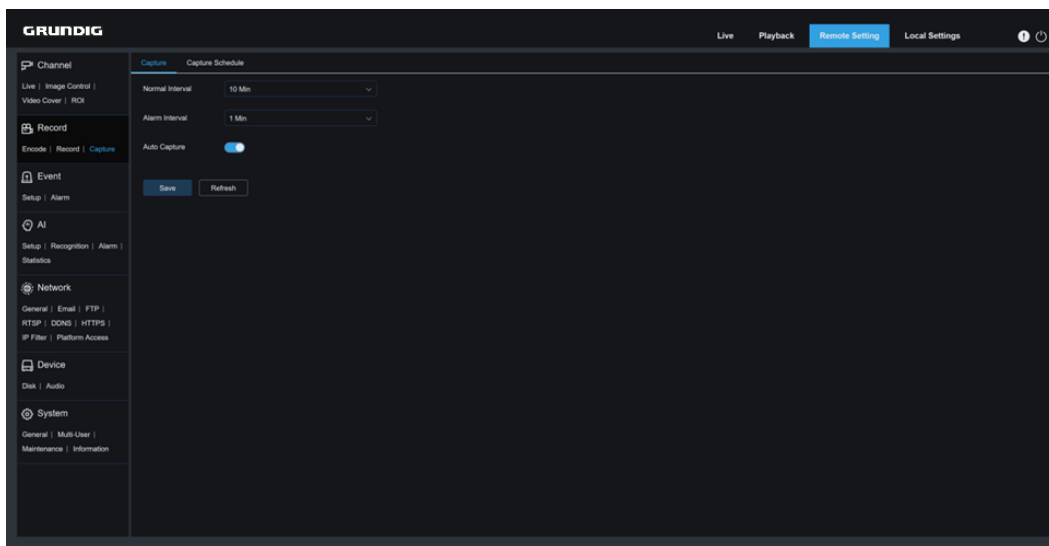 GRUNDIG
Live Playback Remote Setting Local Settings
Channel
Live | Image Control |
Video Cover | ROI
Record
Encode | Record | Capture
Event
Setup | Alarm
AI
Setup | Recognition | Alarm |
Statistics
Network
General | Email | FTP |
RTSP | DDNS | HTTPS |
IP Filter | Platform Access
Device
Disk | Audio
System
General | Multi-User |
Maintenance | Information
Capture Capture Schedule
Normal Interval 10 Min
Alarm Interval 1 Min
Auto Capture
Save Refresh